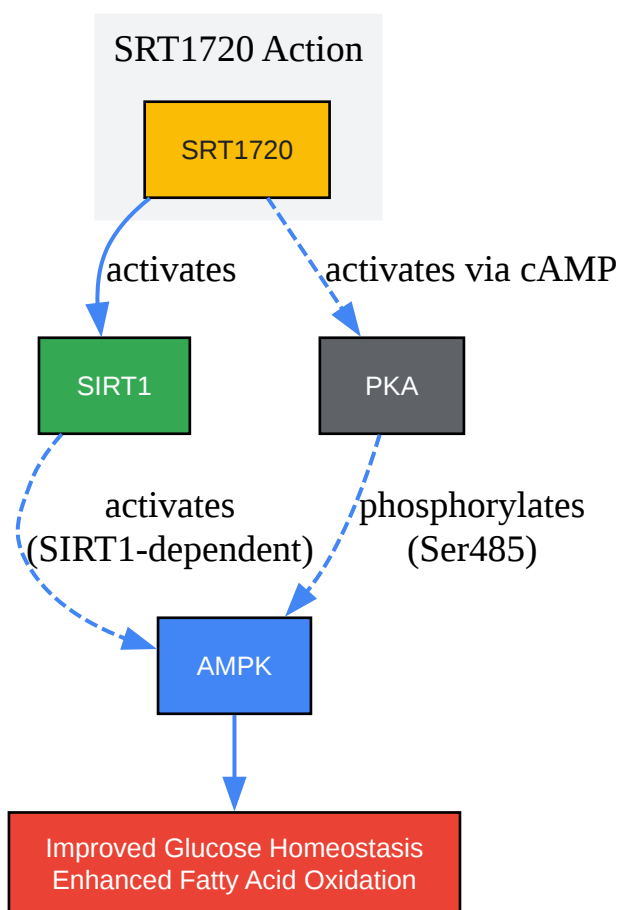 SRT1720 Action
SRT1720
activates
activates via cAMP
SIRT1
PKA
activates
(SIRT1-dependent)
phosphorylates
(Ser485)
AMPK
Improved Glucose Homeostasis
Enhanced Fatty Acid Oxidation